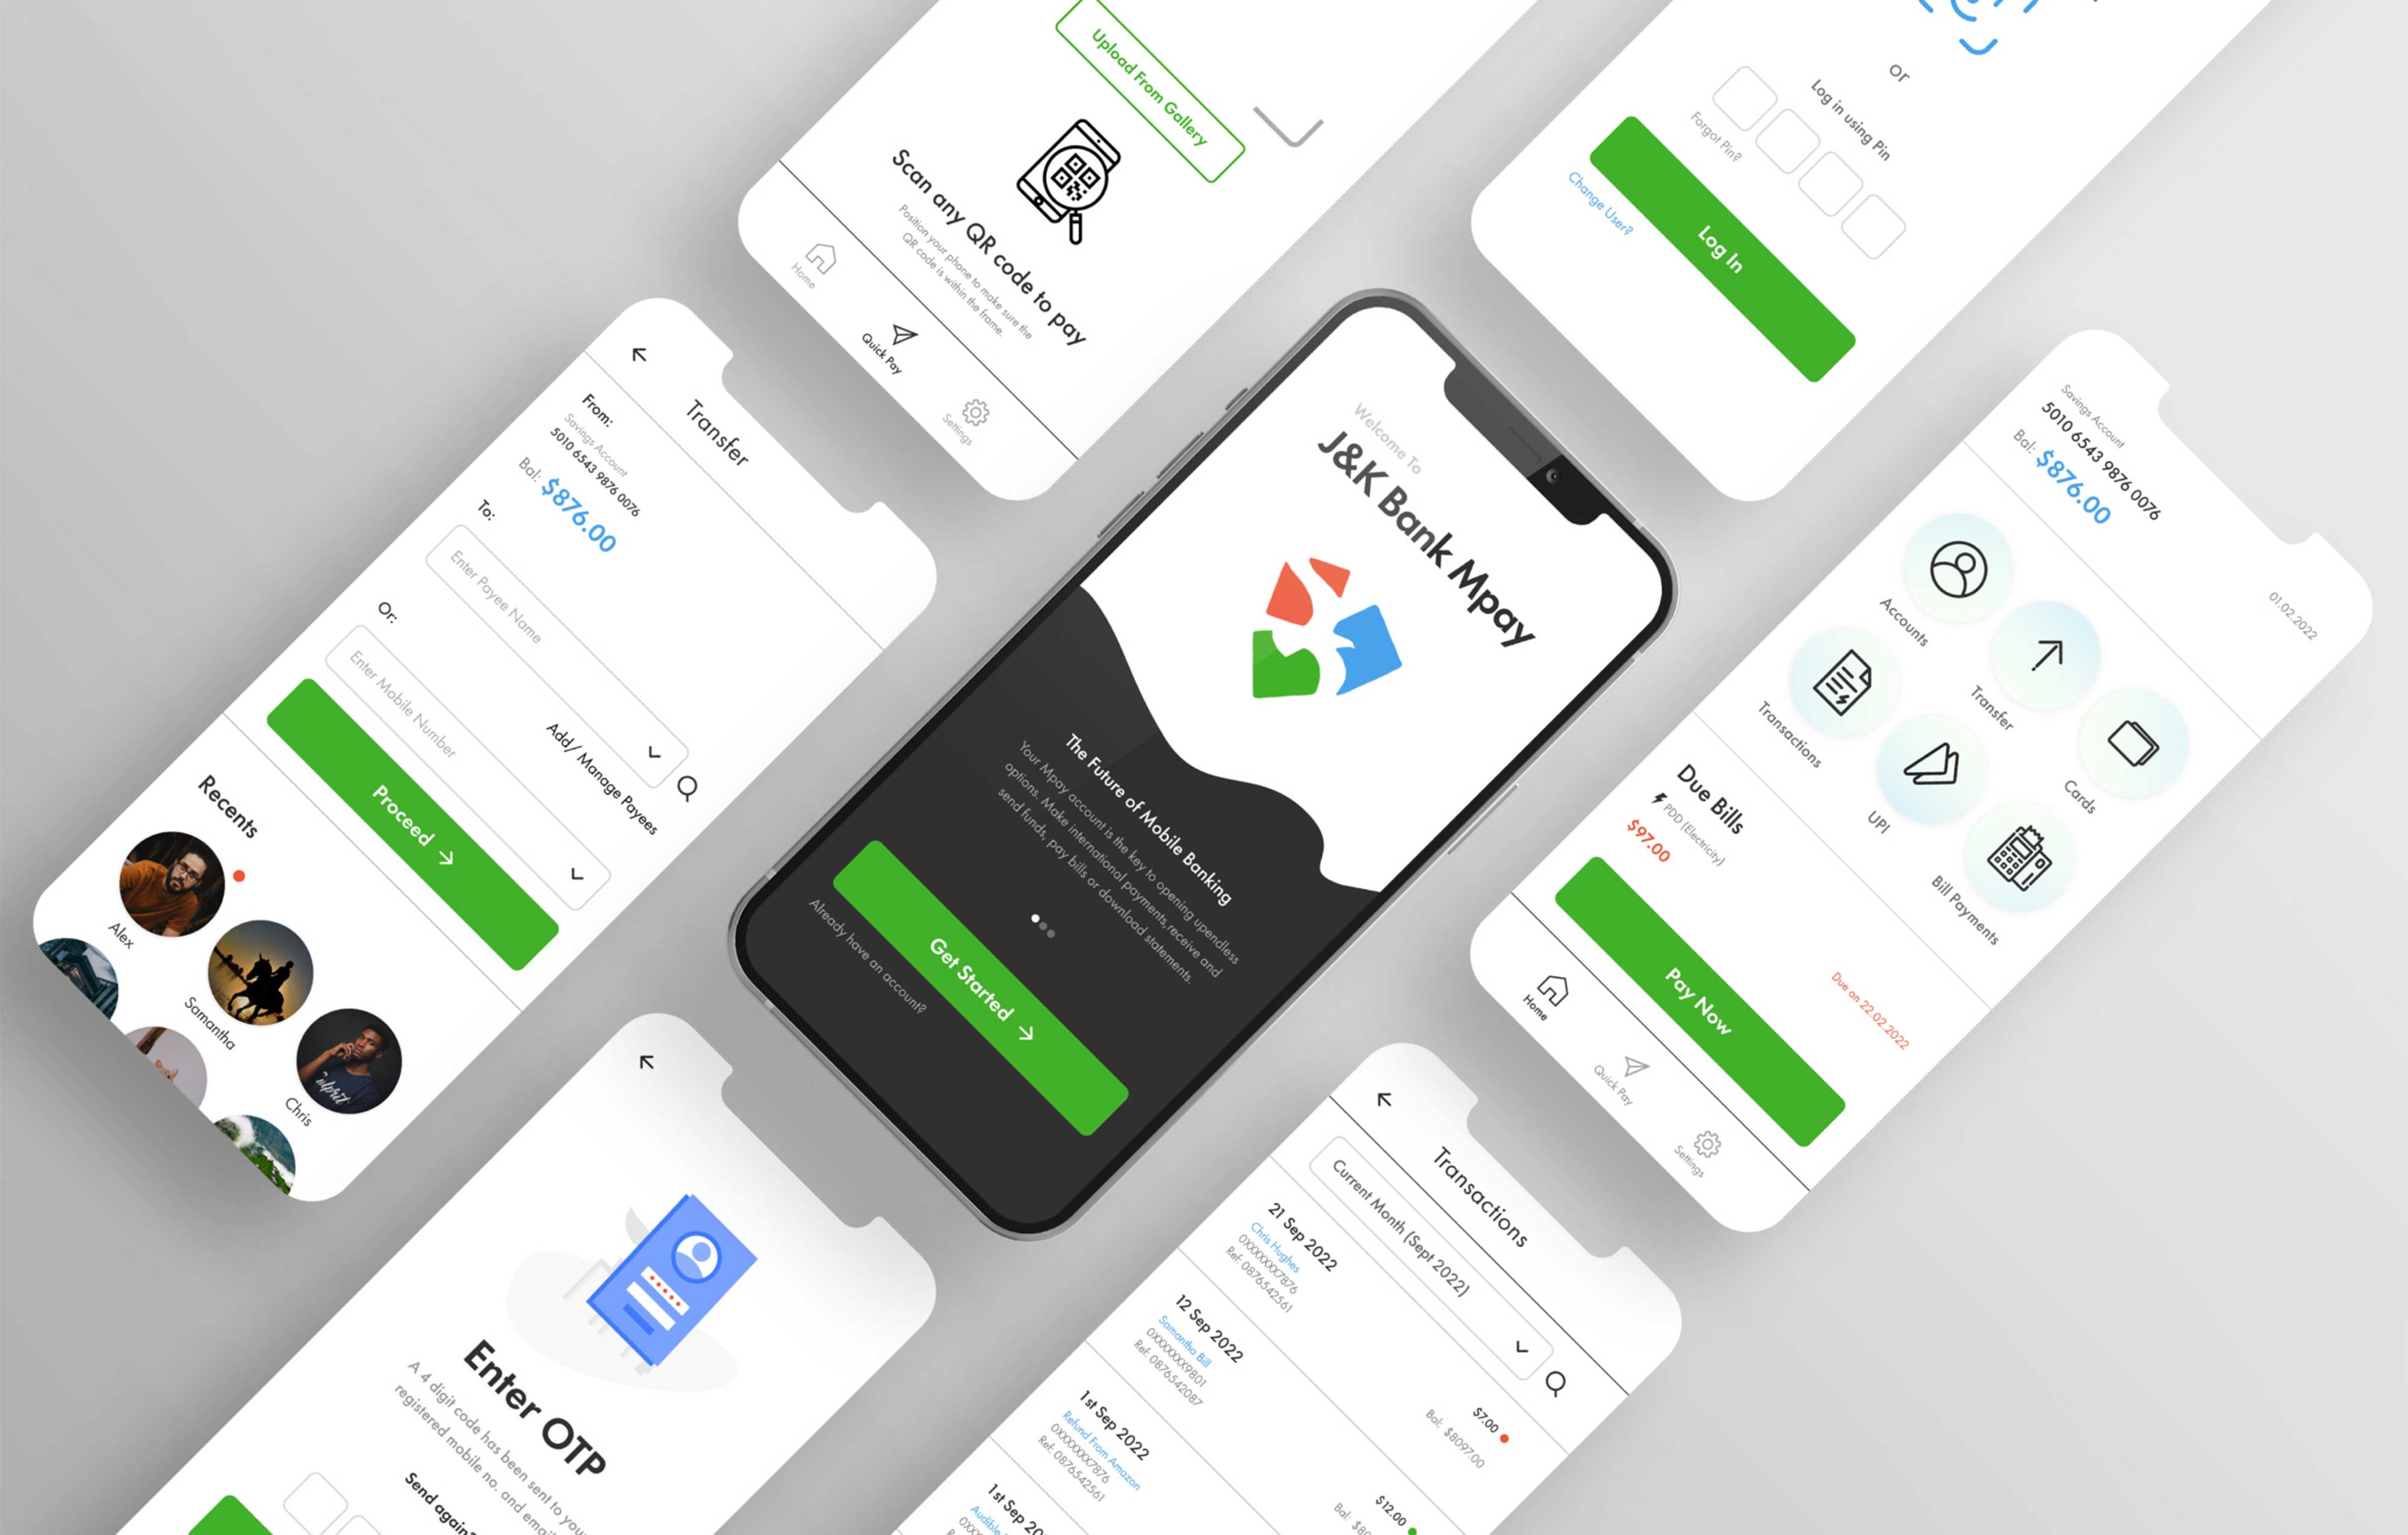 Upload From Gallery
Scan any QR code to pay
Position your phone to make sure the
QR code is within the frame.
Home
Quick Pay
Settings
or
Log in using Pin
Forgot Pin?
Log In
Change User?
Transfer
From:
Savings Account
5010 6543 9876 0076
Bal: $876.00
To:
Enter Payee Name
Or:
Enter Mobile Number
Add/ Manage Payees
Proceed
Recents
Alex
Samantha
Chris
Welcome To
J&K Bank Mpay
The Future of Mobile Banking
Your Mpay account is the key to opening upendless
options. Make international payments,receive and
send funds, pay bills or download statements.
Get Started
Already have an account?
Savings Account
5010 6543 9876 0076
Bal: $876.00
01.02.2022
Accounts
Transfer
Cards
Transactions
UPI
Bill Payments
Due Bills
PDD (Electricity)
$97.00
Due on 22.02.2022
Pay Now
Home
Quick Pay
Settings
Enter OTP
A 4 digit code has been sent to your
registered mobile no. and email
Send again?
Transactions
Current Month (Sept 2022)
21 Sep 2022
Chris Hughes
0XXXXXX7876
Ref: 0876542561
$7.00
Bal: $8097.00
12 Sep 2022
Samantha Bill
0XXXXXX9801
Ref: 0876542087
$12.00
Bal:
1st Sep 2022
Refund From Amazon
0XXXXXX7876
Ref: 0876542561
1st Sep
Audible